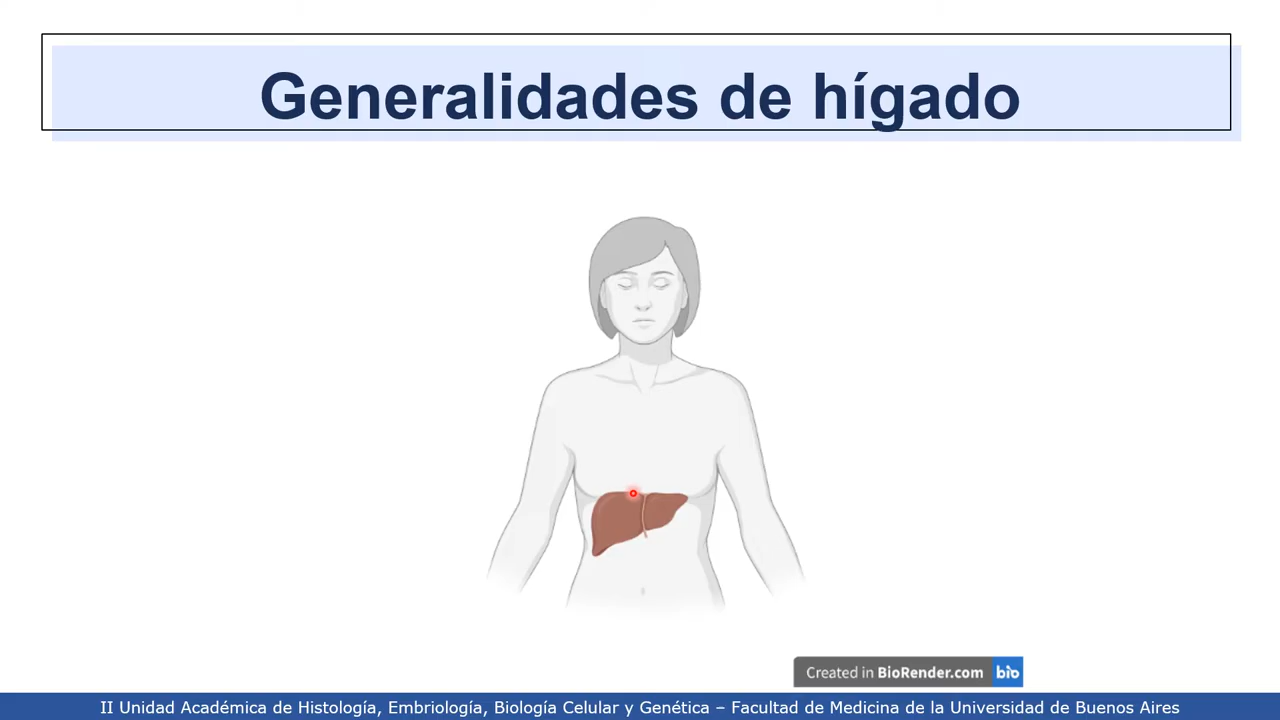 Generalidades de hígado
Created in BioRender.com bio
II Unidad Académica de Histología, Embriología, Biología Celular y Genética – Facultad de Medicina de la Universidad de Buenos Aires